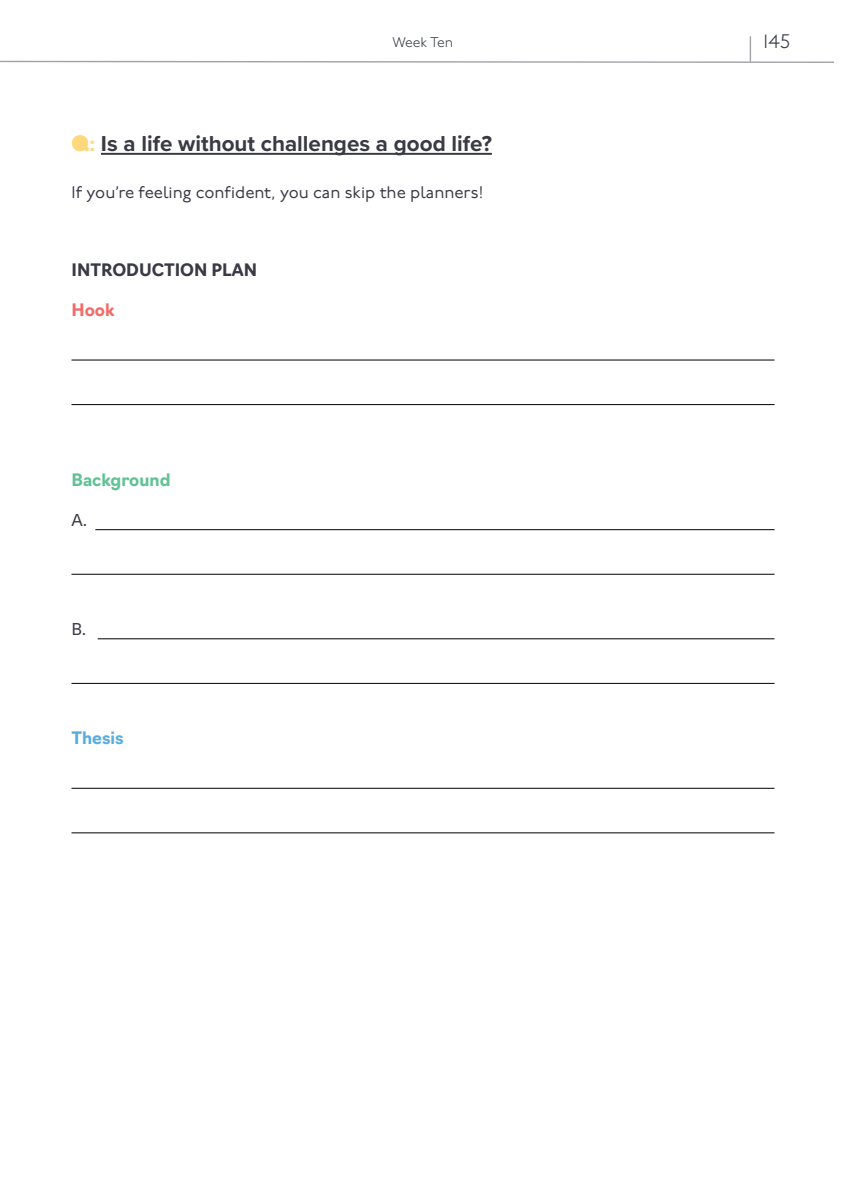 Week Ten
145
Q: Is a life without challenges a good life?
If you're feeling confident, you can skip the planners!
INTRODUCTION PLAN
Hook
Background
A.
B.
Thesis